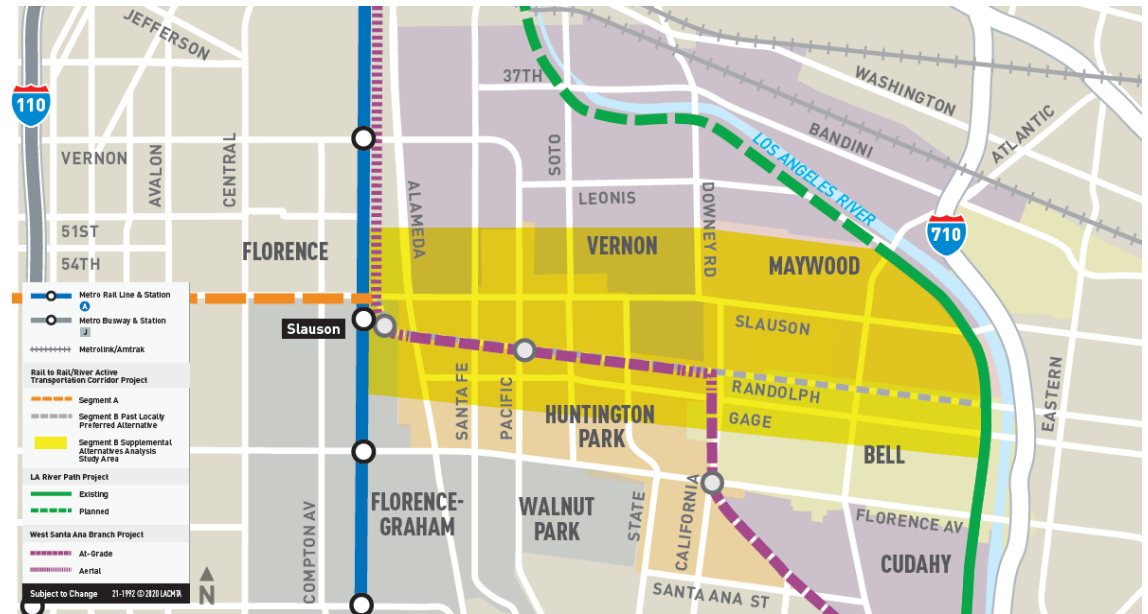 JEFFERSON
110
VERNON
AVALON
CENTRAL
51ST
54TH
FLORENCE
ALAMEDA
37TH
SOTO
LEONIS
DOWNEY RD
WASHINGTON
BANDINI
ATLANTIC
LOS ANGELES RIVER
710
VERNON
MAYWOOD
Slauson
SLAUSON
RANDOLPH
GAGE
EASTERN
SANTA FE
PACIFIC
HUNTINGTON
PARK
BELL
FLORENCE-
GRAHAM
WALNUT
PARK
STATE
CALIFORNIA
FLORENCE AV
CUDAHY
SANTA ANA ST
COMPTON AV
N
Metro Rail Line & Station
A
Metro Busway & Station
J
Metrolink/Amtrak
Rail to Rail/River Active
Transportation Corridor Project
Segment A
Segment B Past Locally
Preferred Alternative
Segment B Supplemental
Alternatives Analysis
Study Area
LA River Path Project
Existing
Planned
West Santa Ana Branch Project
At-Grade
Aerial
Subject to Change 21-1992 © 2020 LACMTA